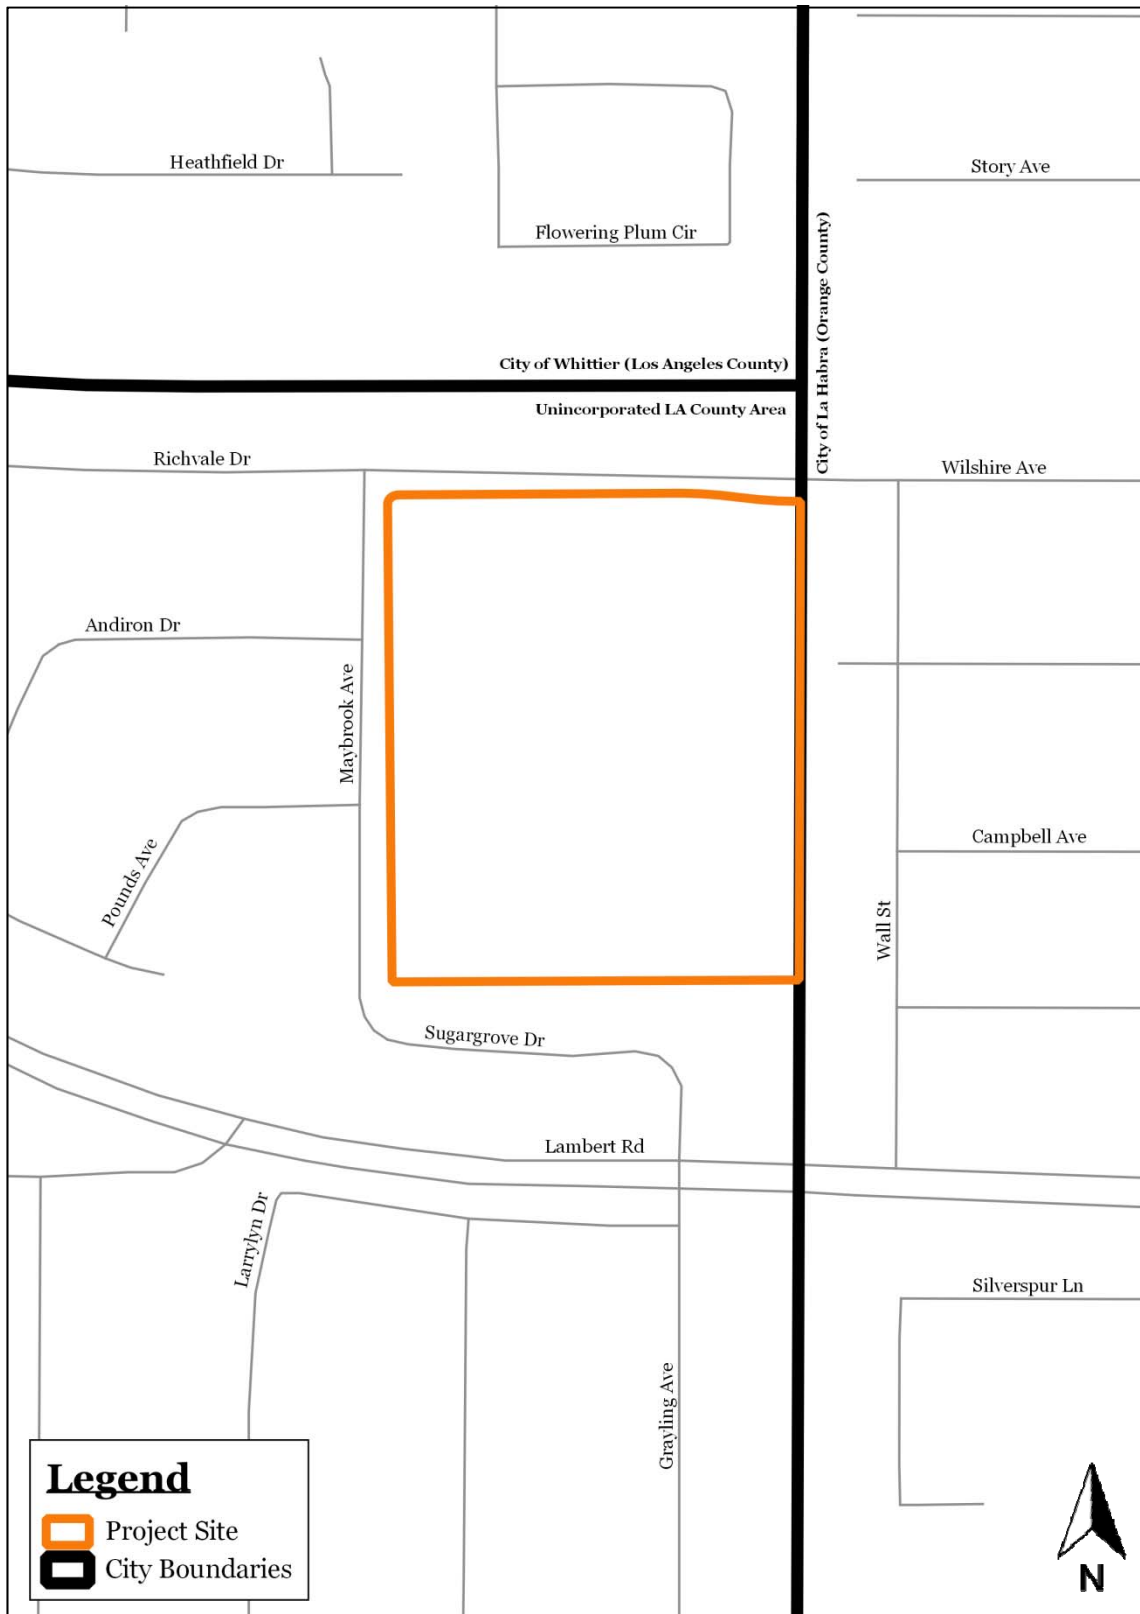 Heathfield Dr
Story Ave
Flowering Plum Cir
City of La Habra (Orange County)
City of Whittier (Los Angeles County)
Unincorporated LA County Area
Richvale Dr
Wilshire Ave
Andiron Dr
Maybrook Ave
Pounds Ave
Campbell Ave
Wall St
Sugargrove Dr
Lambert Rd
Larrylyn Dr
Silverspur Ln
Grayling Ave
Legend
Project Site
City Boundaries
N